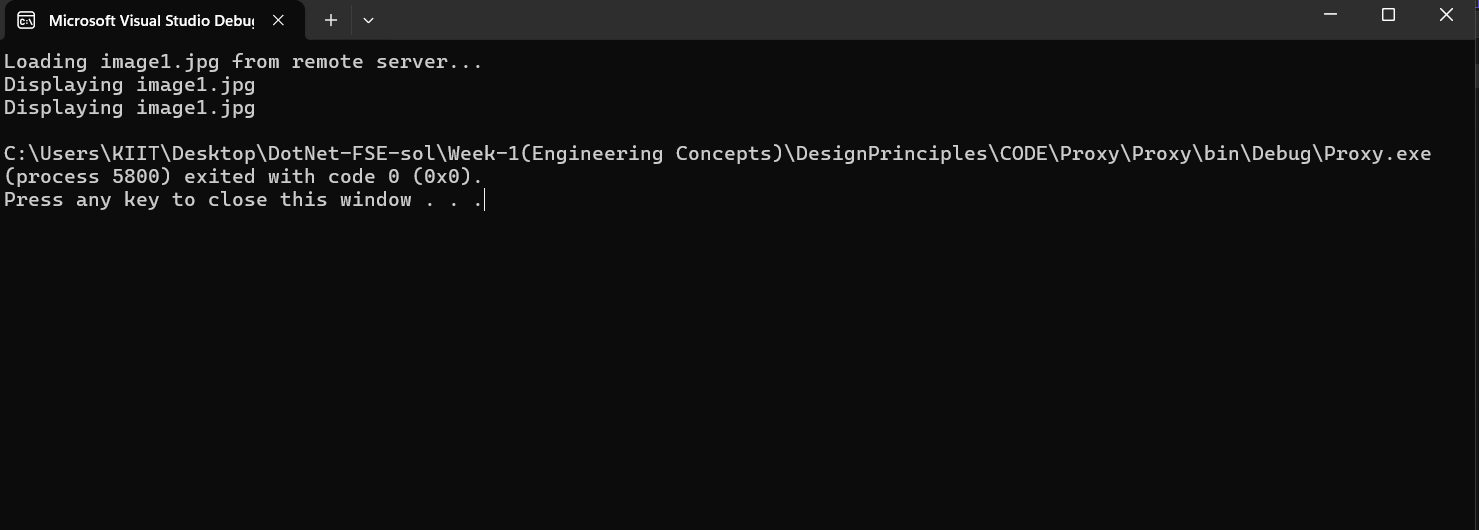 Microsoft Visual Studio Debu
Loading image1.jpg from remote server...
Displaying image1.jpg
Displaying image1.jpg
C:\Users\KIIT\Desktop\DotNet-FSE-sol\Week-1(Engineering Concepts)\DesignPrinciples\CODE\Proxy\Proxy\bin\Debug\Proxy.exe
(process 5800) exited with code 0 (0x0).
Press any key to close this window . . .